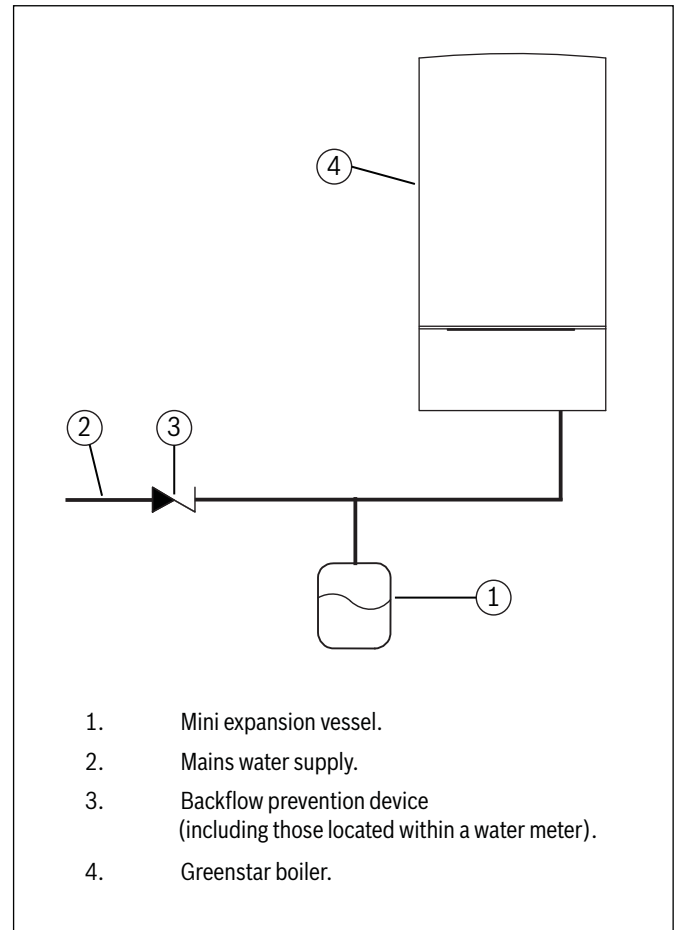 4
2
3
1
1. Mini expansion vessel.
2. Mains water supply.
3. Backflow prevention device
(including those located within a water meter).
4. Greenstar boiler.